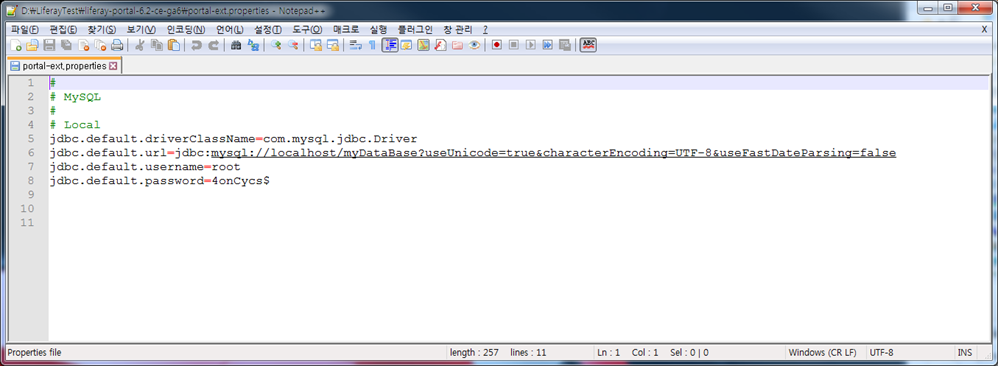 D:₩LiferayTest₩liferay-portal-6.2-ce-ga6₩portal-ext.properties - Notepad++
파일(F) 편집(E) 찾기(S) 보기(V) 인코딩(N) 언어(L) 설정(T) 도구(O) 매크로 실행 플러그인 창 관리 ? X
portal-ext.properties
1 #
2 # MySQL
3 #
4 # Local
5 jdbc.default.driverClassName=com.mysql.jdbc.Driver
6 jdbc.default.url=jdbc:mysql://localhost/myDataBase?useUnicode=true&characterEncoding=UTF-8&useFastDateParsing=false
7 jdbc.default.username=root
8 jdbc.default.password=4onCycs$
9
10
11
Properties file length : 257 lines : 11 Ln : 1 Col : 1 Sel : 0 | 0 Windows (CR LF) UTF-8 INS